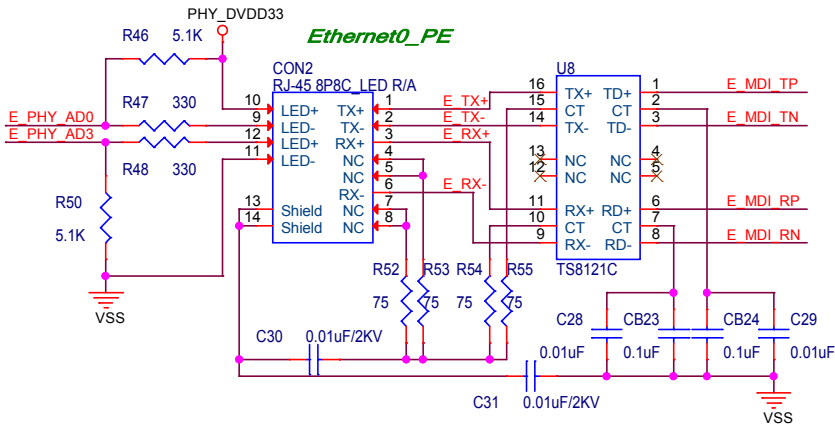 PHY_DVDD33
Ethernet0_PE
R46 5.1K
CON2
RJ-45 8P8C_LED R/A
U8
E_PHY_AD0
R47 330
E_PHY_AD3
R48 330
R50
5.1K
VSS
10 LED+ TX+ 1 E_TX+
9 LED- TX- 2 E_TX-
12 LED+ RX+ 3 E_RX+
11 LED- NC 4
NC 5
RX- 6 E_RX-
13 Shield NC 7
14 Shield NC 8
16 TX+ TD+ 1 E_MDI_TP
15 CT CT 2
14 TX- TD- 3 E_MDI_TN
13 NC NC 4
12 NC NC 5
11 RX+ RD+ 6 E_MDI_RP
10 CT CT 7
9 RX- RD- 8 E_MDI_RN
TS8121C
R52 R53 R54 R55
75 75 75 75
C30 0.01uF/2KV
C31 0.01uF/2KV
C28 CB23 CB24 C29
0.01uF 0.1uF 0.1uF 0.01uF
VSS